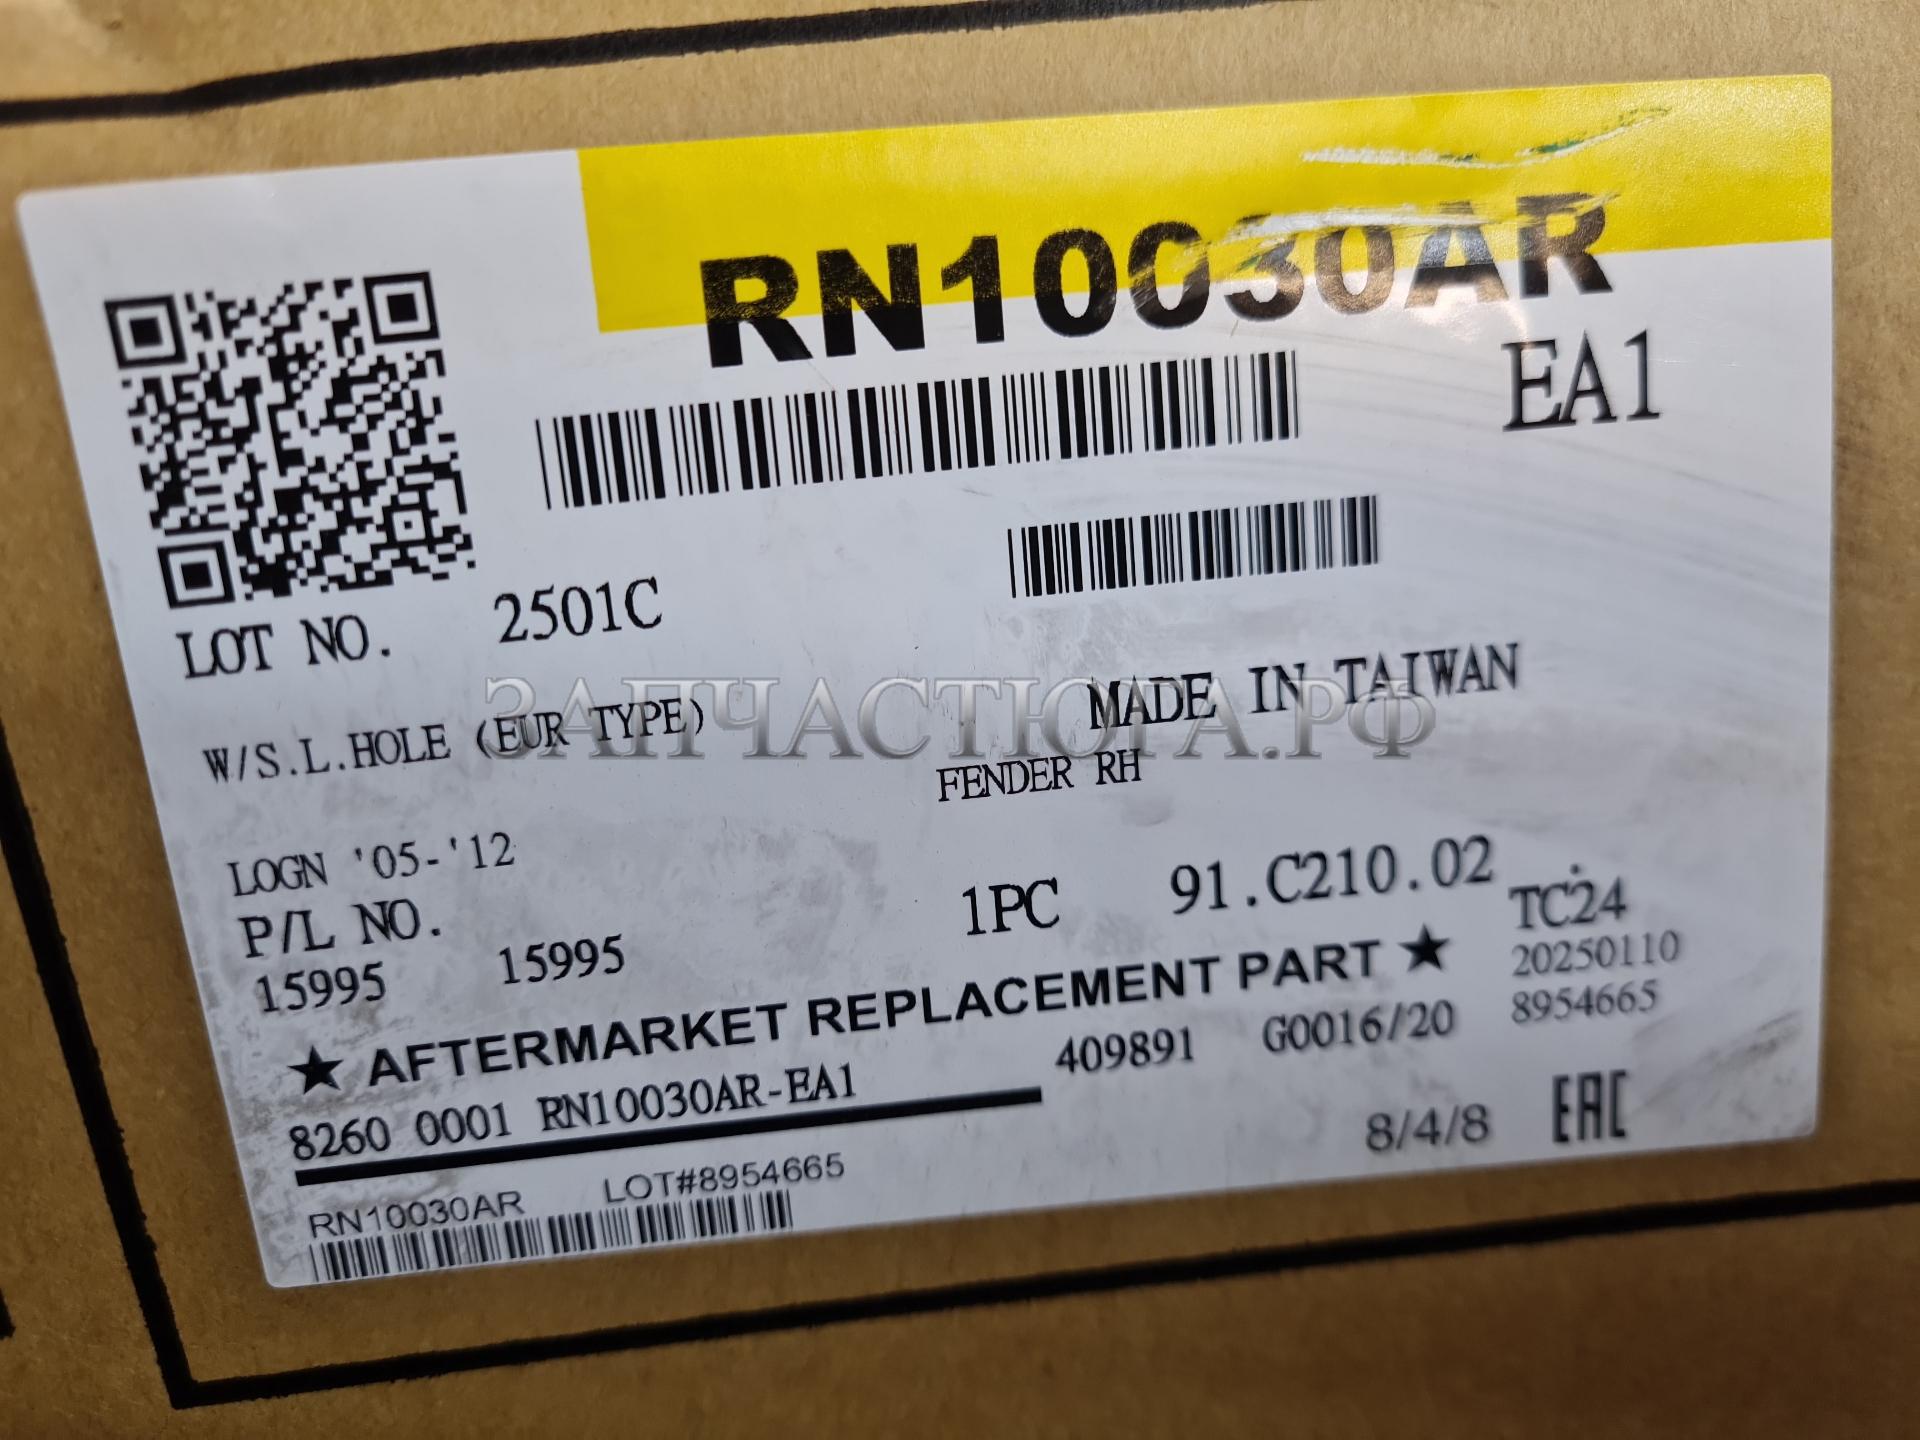 RN10030AR
EA1
LOT NO. 2501C
MADE IN TAIWAN
W/S.L.HOLE (EUR TYPE)
FENDER RH
ЗАПЧАСТЮГА.РФ
LOGN '05-'12
P/L NO.
1PC 91.C210.02
TC24
15995 15995
20250110
★ AFTERMARKET REPLACEMENT PART ★
8954665
8260 0001 RN10030AR-EA1
409891 G0016/20
8/4/8 EAC
RN10030AR LOT#8954665